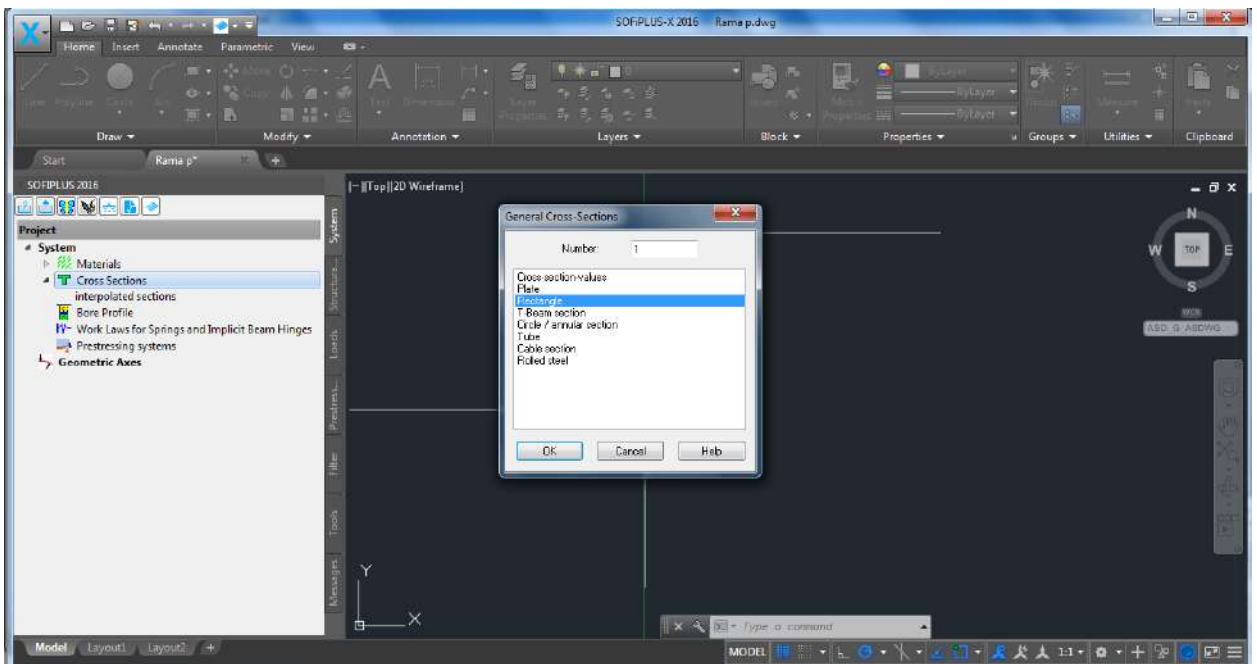 SOFiPLUS-X 2016 Rama p.dwg
Home Insert Annotate Parametric View
Draw Modify Annotation Layers Block Properties Groups Utilities Clipboard
Start Rama p*
SOFIPLUS 2016
[-][Top][2D Wireframe]
Project
System
Materials
Cross Sections
interpolated sections
Bore Profile
Work Laws for Springs and Implicit Beam Hinges
Prestressing systems
Geometric Axes
System
Structure...
Loads
Prestress...
Filter
Tools
Messages
General Cross-Sections
Number: 1
Cross-section-values
Plate
Rectangle
T-Beam section
Circle / annular section
Tube
Cable section
Rolled steel
OK Cancel Help
N
W TOP E
S
WCS
Y
X
Type a command
Model Layout1 Layout2
MODEL 1:1